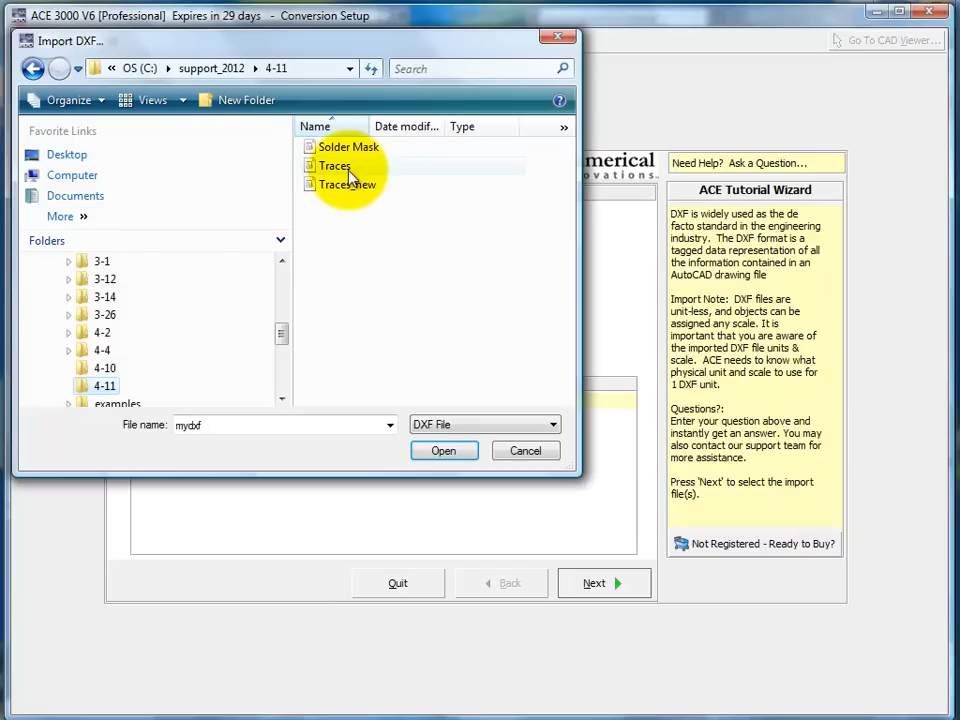 ACE 3000 V6 [Professional] Expires in 29 days - Conversion Setup
Import DXF...
Go To CAD Viewer...
« OS (C:) support_2012 4-11
Search
Organize Views New Folder
Favorite Links
Desktop
Computer
Documents
More »
Folders
3-1
3-12
3-14
3-26
4-2
4-4
4-10
4-11
examples
Name Date modif... Type »
Solder Mask
Traces
Traces_new
File name: mydxf
DXF File
Open Cancel
merical
ovations.
Need Help? Ask a Question...
ACE Tutorial Wizard
DXF is widely used as the de
facto standard in the engineering
industry. The DXF format is a
tagged data representation of all
the information contained in an
AutoCAD drawing file
Import Note: DXF files are
unit-less, and objects can be
assigned any scale. It is
important that you are aware of
the imported DXF file units &
scale. ACE needs to know what
physical unit and scale to use for
1 DXF unit.
Questions?:
Enter your question above and
instantly get an answer. You may
also contact our support team for
more assistance.
Press 'Next' to select the import
file(s).
Not Registered - Ready to Buy?
Quit Back Next